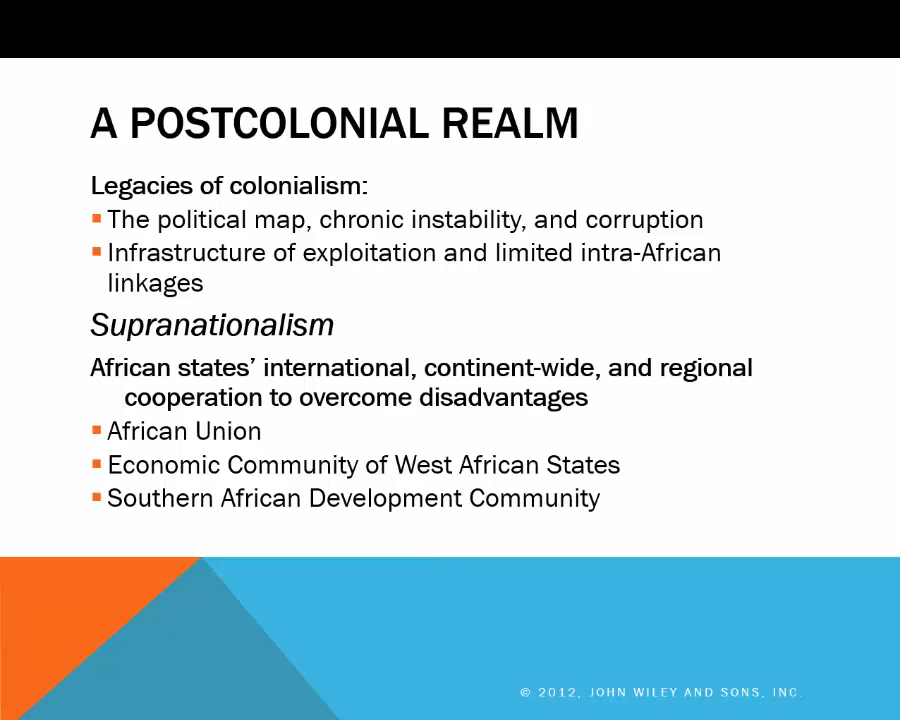 A POSTCOLONIAL REALM
Legacies of colonialism:
▪ The political map, chronic instability, and corruption
▪ Infrastructure of exploitation and limited intra-African
linkages
Supranationalism
African states’ international, continent-wide, and regional
cooperation to overcome disadvantages
▪ African Union
▪ Economic Community of West African States
▪ Southern African Development Community
© 2012, JOHN WILEY AND SONS, INC.